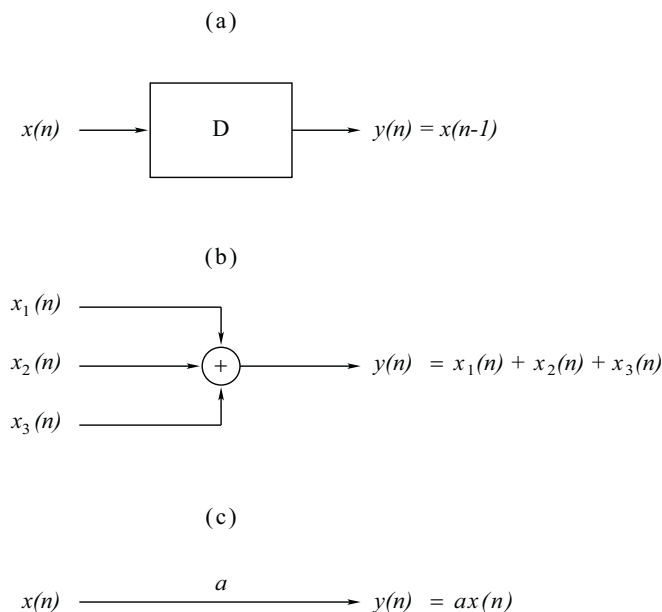 (a)
x(n) D y(n) = x(n-1)
(b)
x₁(n)
x₂(n) + y(n) = x₁(n) + x₂(n) + x₃(n)
x₃(n)
(c)
a
x(n) y(n) = ax(n)